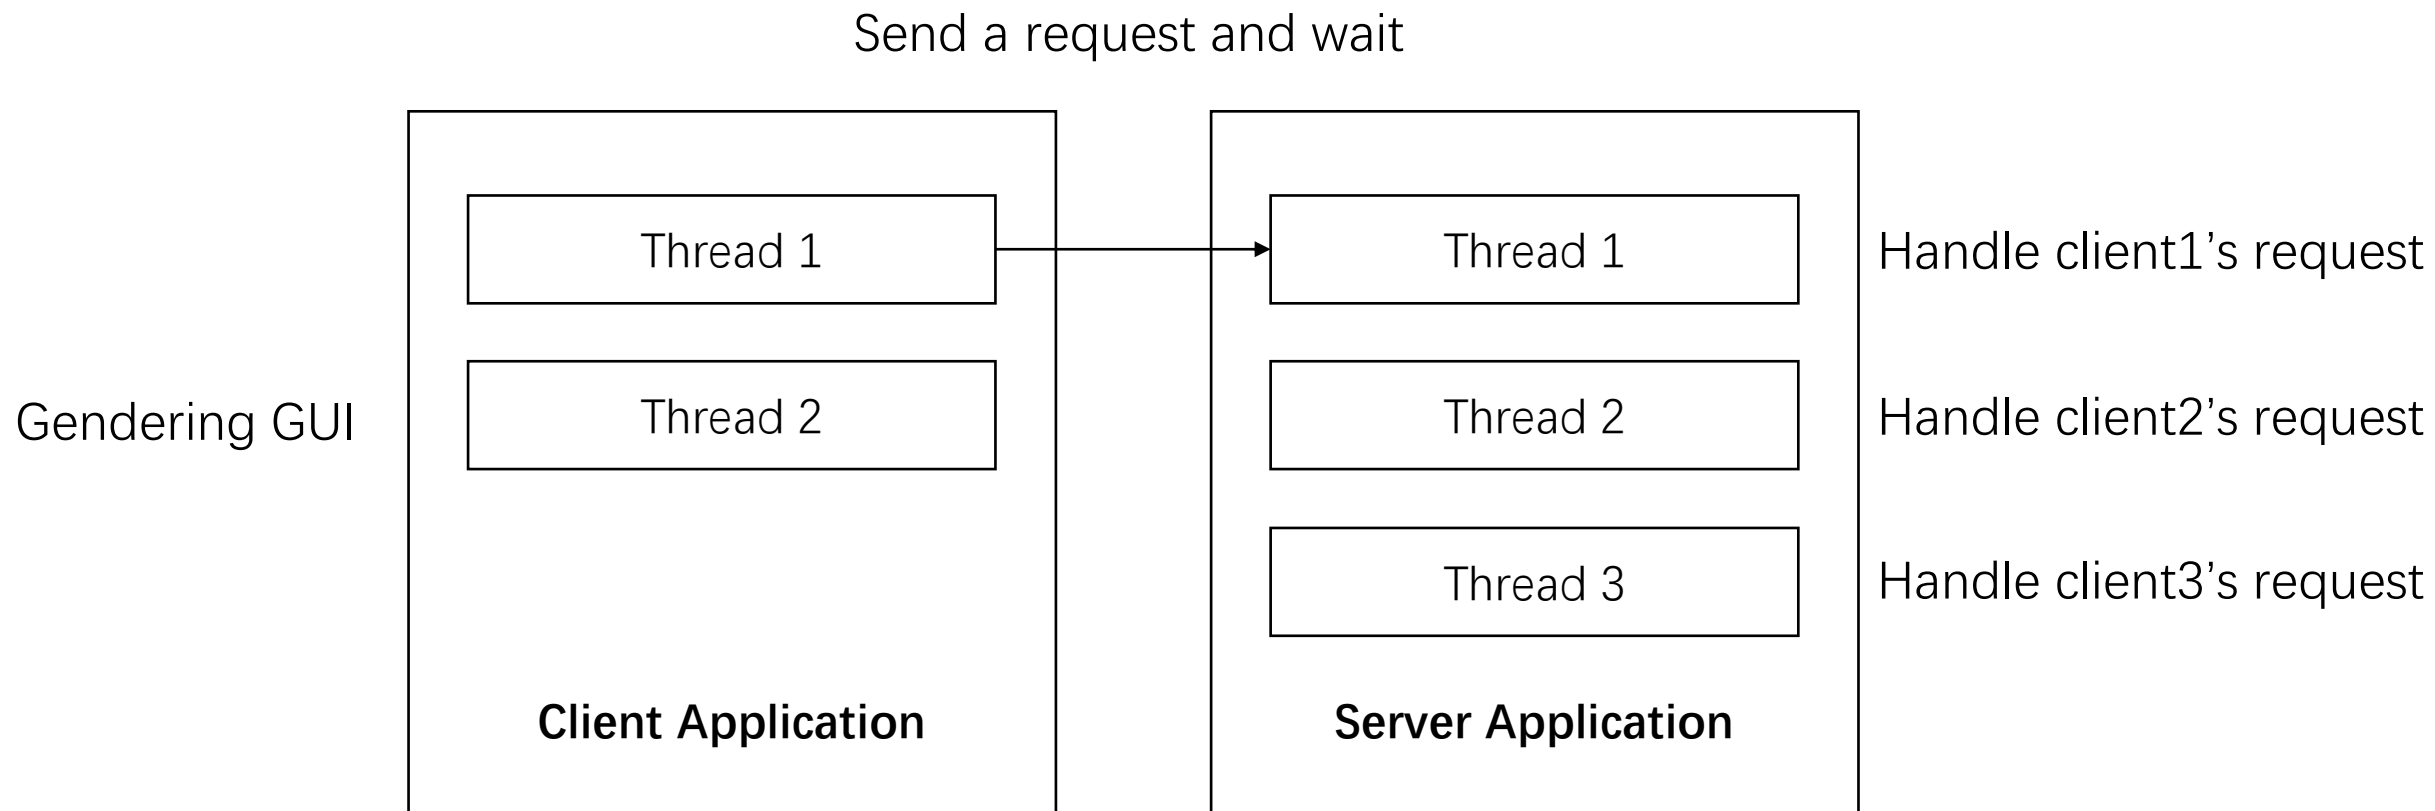 Send a request and wait
Thread 1
Thread 1
Handle client1’s request
Gendering GUI
Thread 2
Thread 2
Handle client2’s request
Thread 3
Handle client3’s request
Client Application
Server Application